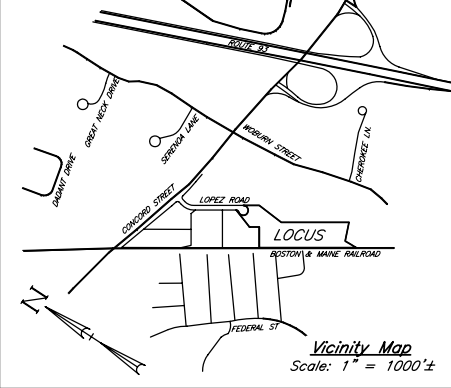 ROUTE 93
GREAT NECK DRIVE
SERENOA LANE
WOBURN STREET
CHEROKEE LN.
DADANT DRIVE
CONCORD STREET
LOPEZ ROAD
LOCUS
BOSTON & MAINE RAILROAD
N
FEDERAL ST
Vicinity Map
Scale: 1" = 1000'±